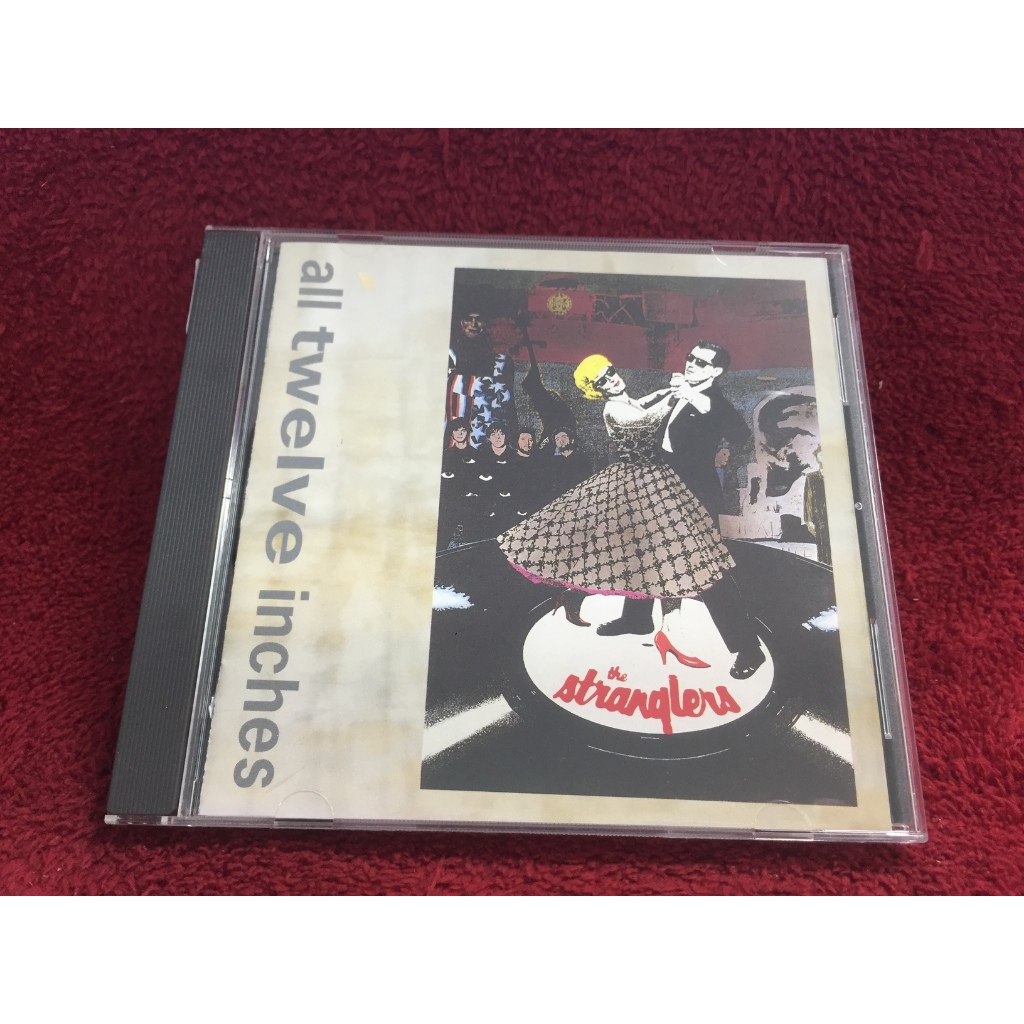 all twelve inches
the
stranglers